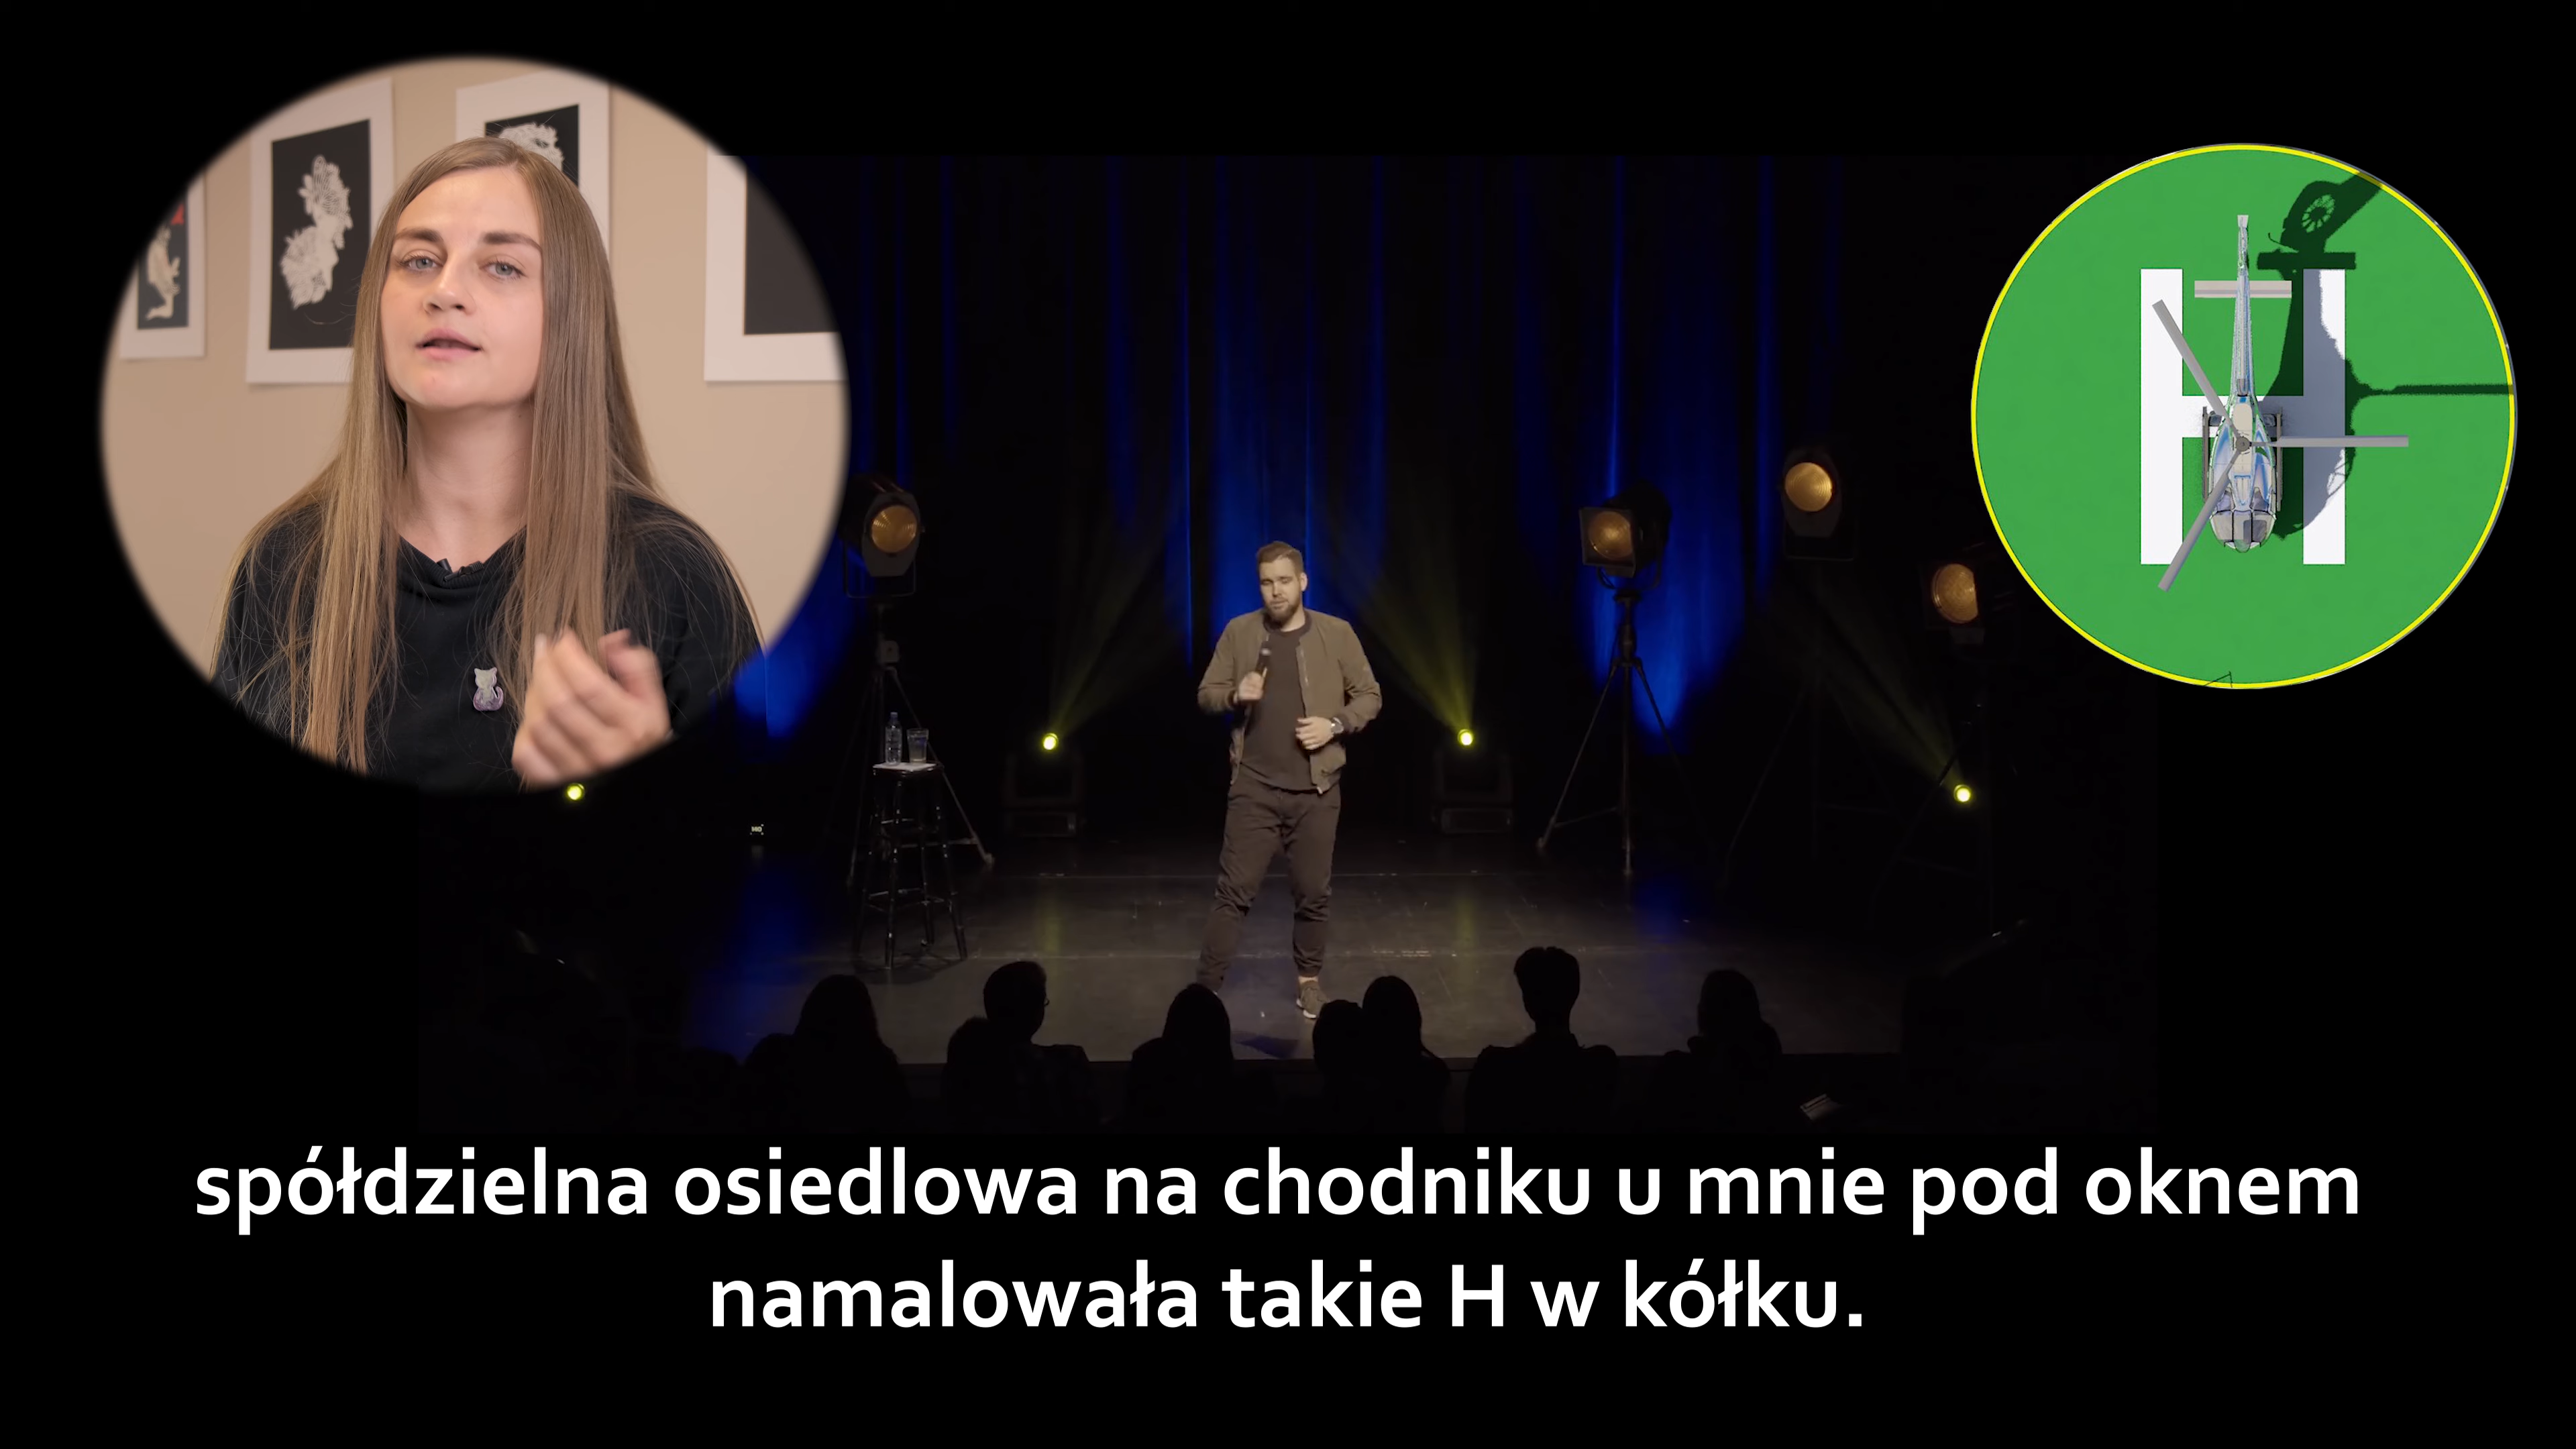 H
spółdzielna osiedlowa na chodniku u mnie pod oknem
namalowała takie H w kółku.